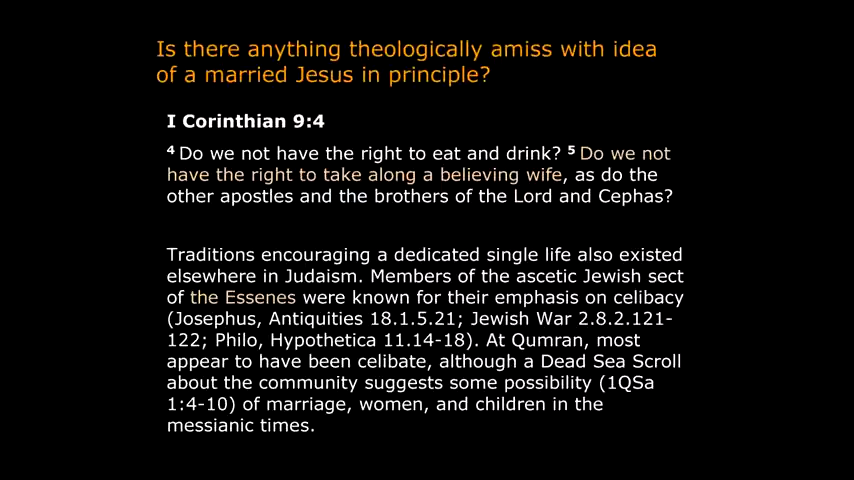 Is there anything theologically amiss with idea
of a married Jesus in principle?
I Corinthian 9:4
4 Do we not have the right to eat and drink? 5 Do we not
have the right to take along a believing wife, as do the
other apostles and the brothers of the Lord and Cephas?
Traditions encouraging a dedicated single life also existed
elsewhere in Judaism. Members of the ascetic Jewish sect
of the Essenes were known for their emphasis on celibacy
(Josephus, Antiquities 18.1.5.21; Jewish War 2.8.2.121-
122; Philo, Hypothetica 11.14-18). At Qumran, most
appear to have been celibate, although a Dead Sea Scroll
about the community suggests some possibility (1QSa
1:4-10) of marriage, women, and children in the
messianic times.